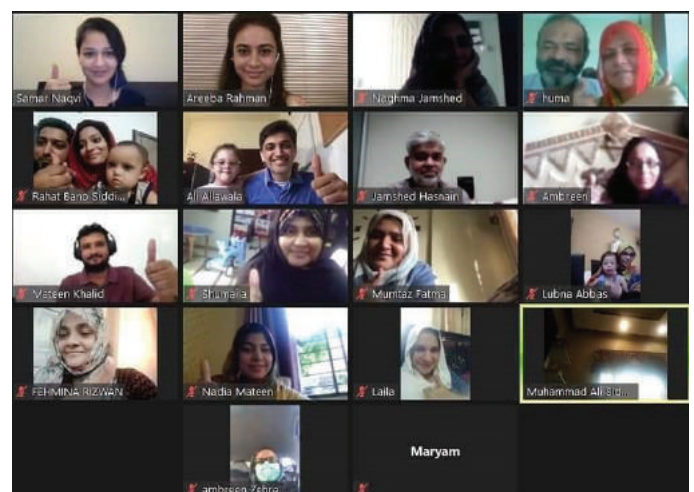 Samar Naqvi
Areeba Rahman
Naghma Jamshed
huma
Rahat Bano Siddi...
Ali Allawala
Jamshed Hasnain
Ambreen
Mateen Khalid
Shumaila
Mumtaz Fatma
Lubna Abbas
FEHMINA RIZWAN
Nadia Mateen
Laila
Muhammad Ali Sid...
ambreen Zehra
Maryam